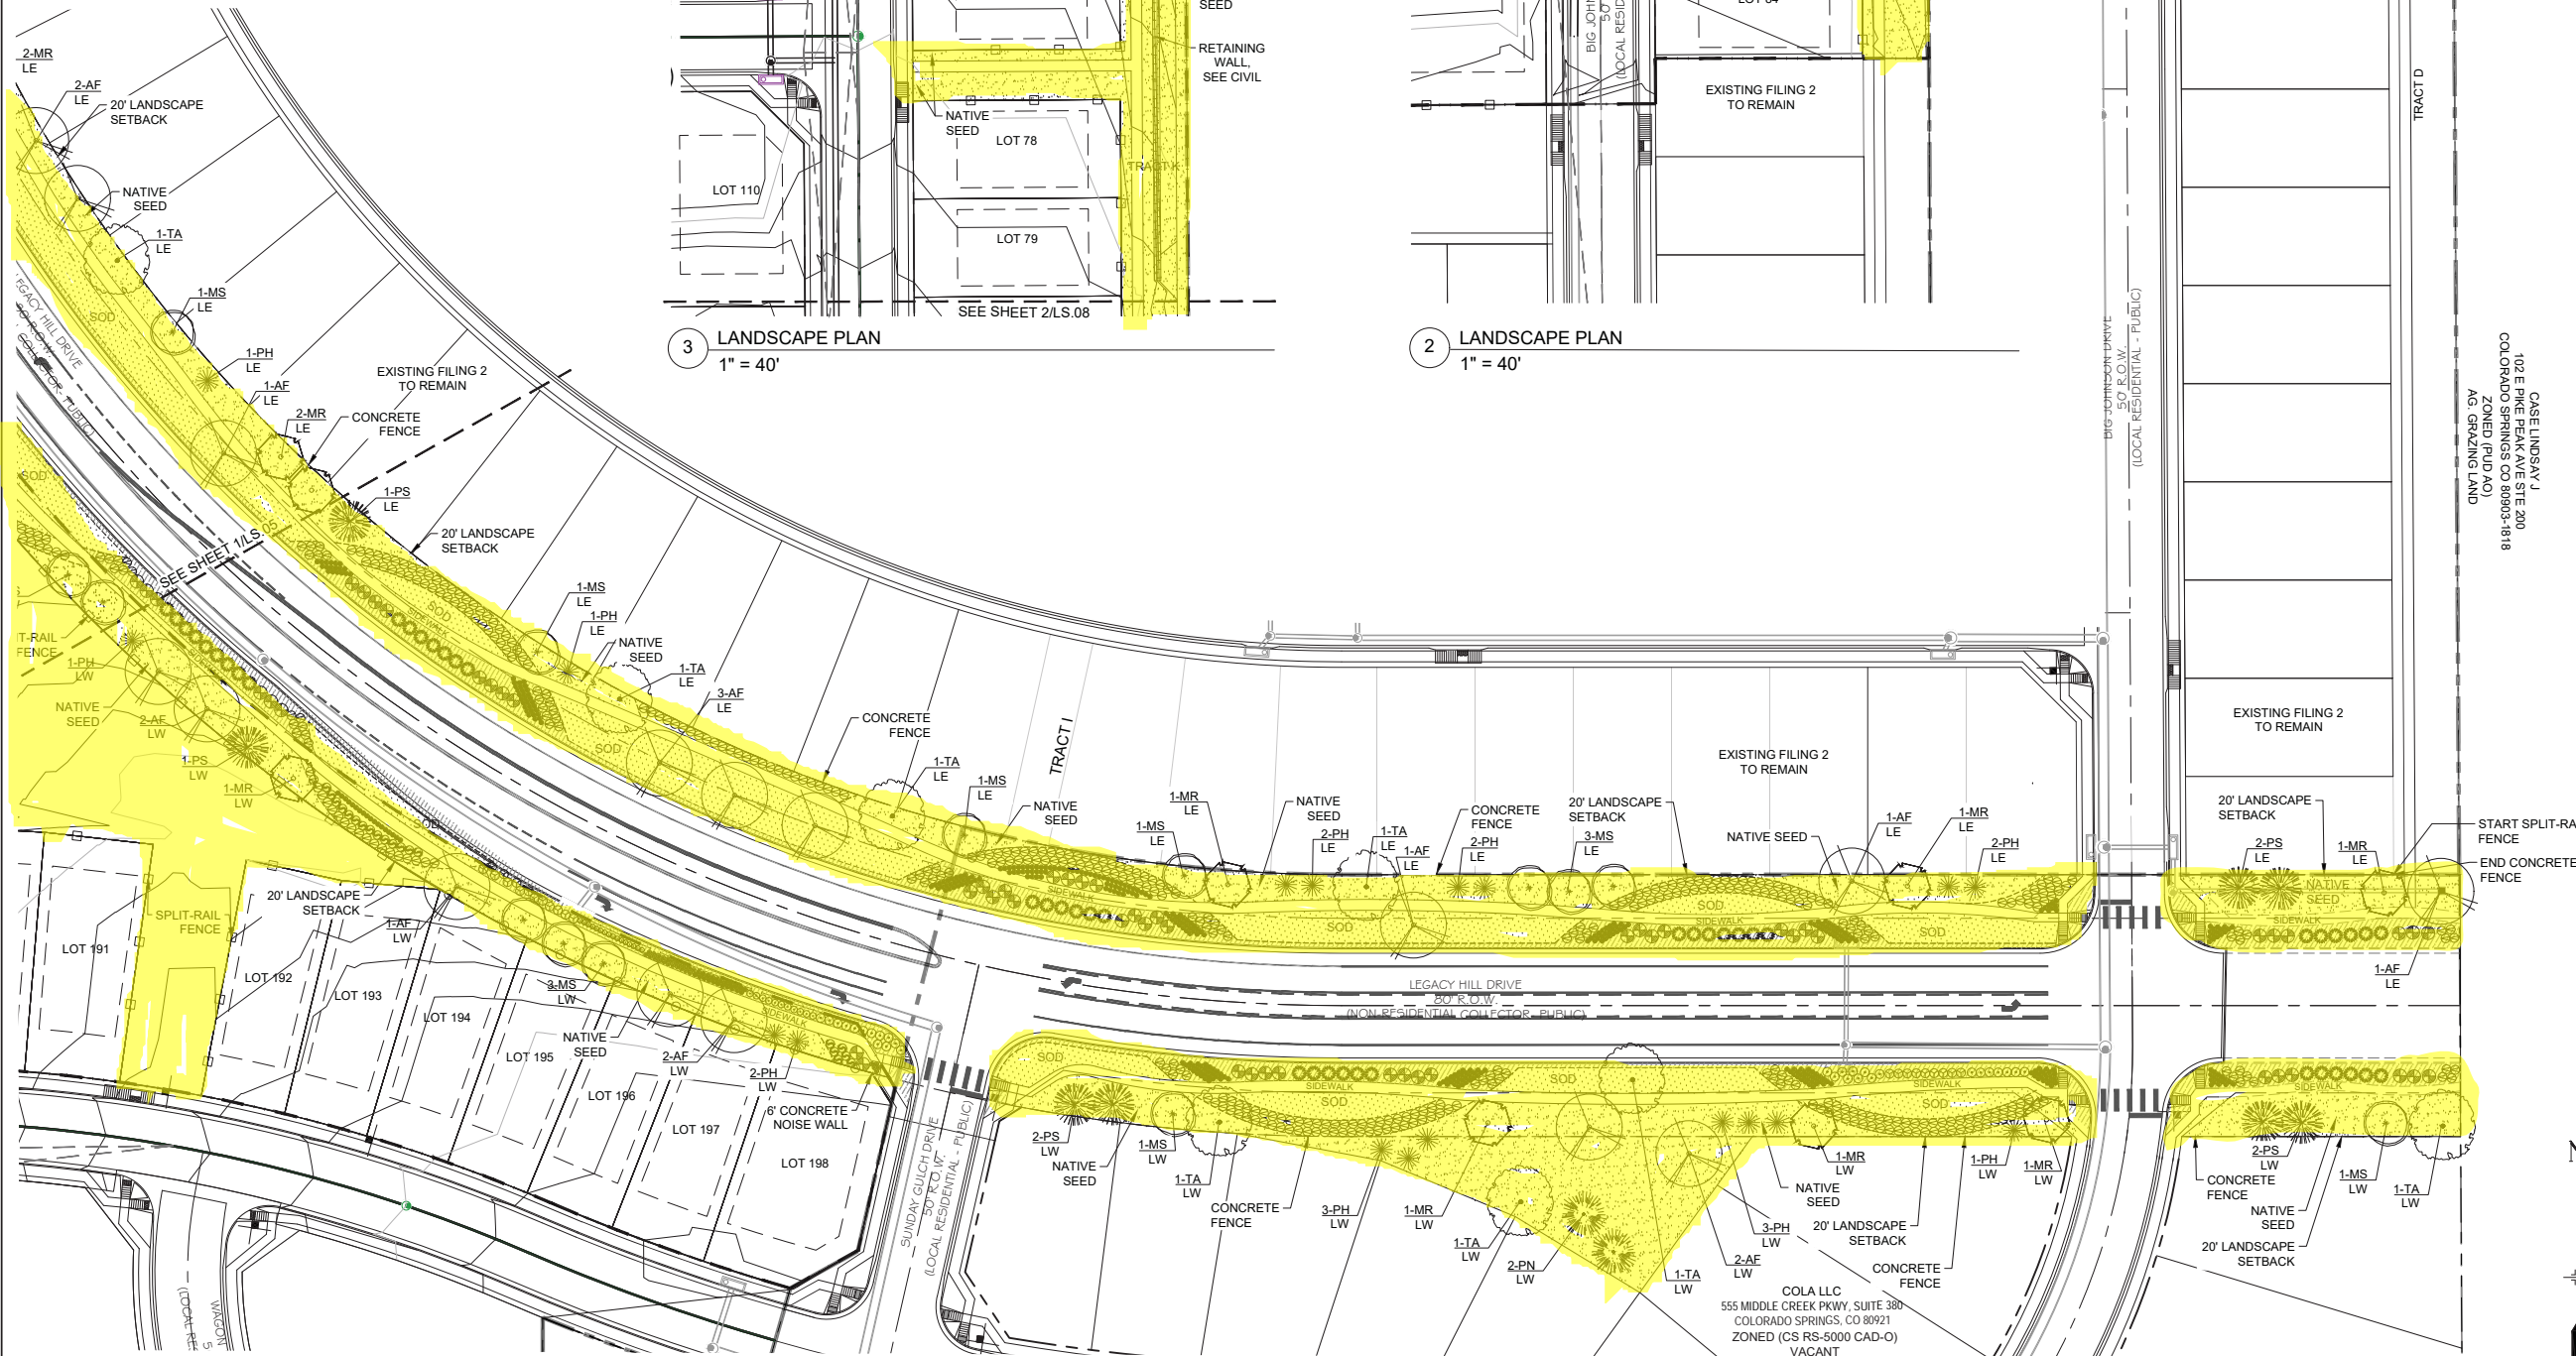 2-MR
LE
2-AF
LE
20' LANDSCAPE
SETBACK
NATIVE
SEED
1-TA
LE
1-MS
LE
SOD
1-PH
LE
1-AF
LE
2-MR
LE
EXISTING FILING 2
TO REMAIN
CONCRETE
FENCE
1-PS
LE
20' LANDSCAPE
SETBACK
SOD
SEE SHEET 1/LS.05
SEED
RETAINING
WALL,
SEE CIVIL
NATIVE
SEED
LOT 78
TRACT K
LOT 110
LOT 79
SEE SHEET 2/LS.08
3
LANDSCAPE PLAN
1" = 40'
EXISTING FILING 2
TO REMAIN
2
LANDSCAPE PLAN
1" = 40'
TRACT D
BIG JOHNSON DRIVE
50' R.O.W.
(LOCAL RESIDENTIAL - PUBLIC)
CASE LINDSAY J
102 E PIKE PEAK AVE STE 200
COLORADO SPRINGS CO 80903-1818
ZONED (PUD AO)
AG. GRAZING LAND
SOD
SIDEWALK
1-MS
LE
1-PH
LE
NATIVE
SEED
1-TA
LE
3-AF
LE
SOD
CONCRETE
FENCE
1-TA
LE
1-MS
LE
TRACT I
NATIVE
SEED
1-MR
LE
1-MS
LE
NATIVE
SEED
2-PH
LE
1-TA
LE
1-AF
LE
CONCRETE
FENCE
2-PH
LE
3-MS
LE
20' LANDSCAPE
SETBACK
EXISTING FILING 2
TO REMAIN
NATIVE SEED
1-AF
LE
1-MR
LE
2-PH
LE
EXISTING FILING 2
TO REMAIN
20' LANDSCAPE
SETBACK
2-PS
LE
1-MR
LE
START SPLIT-RA
FENCE
END CONCRETE
FENCE
NATIVE
SEED
SIDEWALK
SOD
SOD
SIDEWALK
SOD
1-AF
LE
T-RAIL
FENCE
1-PH
LW
NATIVE
SEED
2-AF
LW
1-PS
LW
1-MR
LW
SOD
20' LANDSCAPE
SETBACK
1-AF
LW
SPLIT-RAIL
FENCE
LOT 191
LOT 192
LOT 193
LOT 194
LOT 195
LOT 196
LOT 197
LOT 198
3-MS
LW
NATIVE
SEED
2-AF
LW
2-PH
LW
SIDEWALK
6' CONCRETE
NOISE WALL
SUNDAY GULCH DRIVE
50' R.O.W.
(LOCAL RESIDENTIAL - PUBLIC)
LEGACY HILL DRIVE
80' R.O.W.
(NON-RESIDENTIAL COLLECTOR- PUBLIC)
SOD
SIDEWALK
SOD
SOD
SIDEWALK
SOD
SIDEWALK
2-PS
LW
NATIVE
SEED
1-MS
LW
1-TA
LW
CONCRETE
FENCE
3-PH
LW
1-MR
LW
1-TA
LW
2-PN
LW
1-TA
LW
2-AF
LW
3-PH
LW
NATIVE
SEED
1-MR
LW
20' LANDSCAPE
SETBACK
CONCRETE
FENCE
1-PH
LW
1-MR
LW
CONCRETE
FENCE
2-PS
LW
NATIVE
SEED
20' LANDSCAPE
SETBACK
1-MS
LW
1-TA
LW
COLA LLC
555 MIDDLE CREEK PKWY, SUITE 380
COLORADO SPRINGS, CO 80921
ZONED (CS RS-5000 CAD-O)
VACANT
WAGON